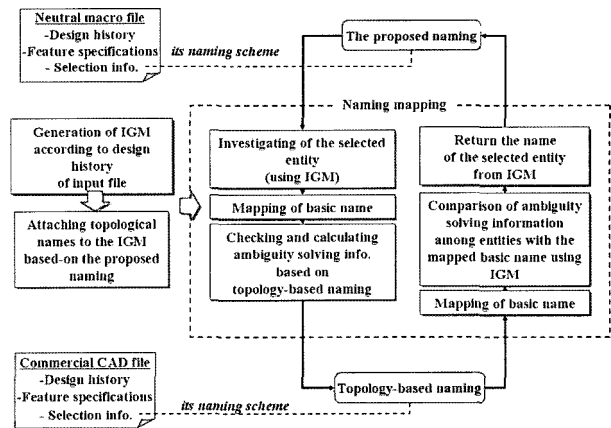 Neutral macro file
-Design history
-Feature specifications
- Selection info.
its naming scheme
The proposed naming
Naming mapping
Generation of IGM
according to design
history
of input file
Attaching topological
names to the IGM
based-on the proposed
naming
Investigating of the selected
entity
(using IGM)
Mapping of basic name
Checking and calculating
ambiguity solving info.
based on
topology-based naming
Return the name
of the selected entity
from IGM
Comparison of ambiguity
solving information
among entities with the
mapped basic name using
IGM
Mapping of basic name
Commercial CAD file
-Design history
-Feature specifications
- Selection info.
its naming scheme
Topology-based naming